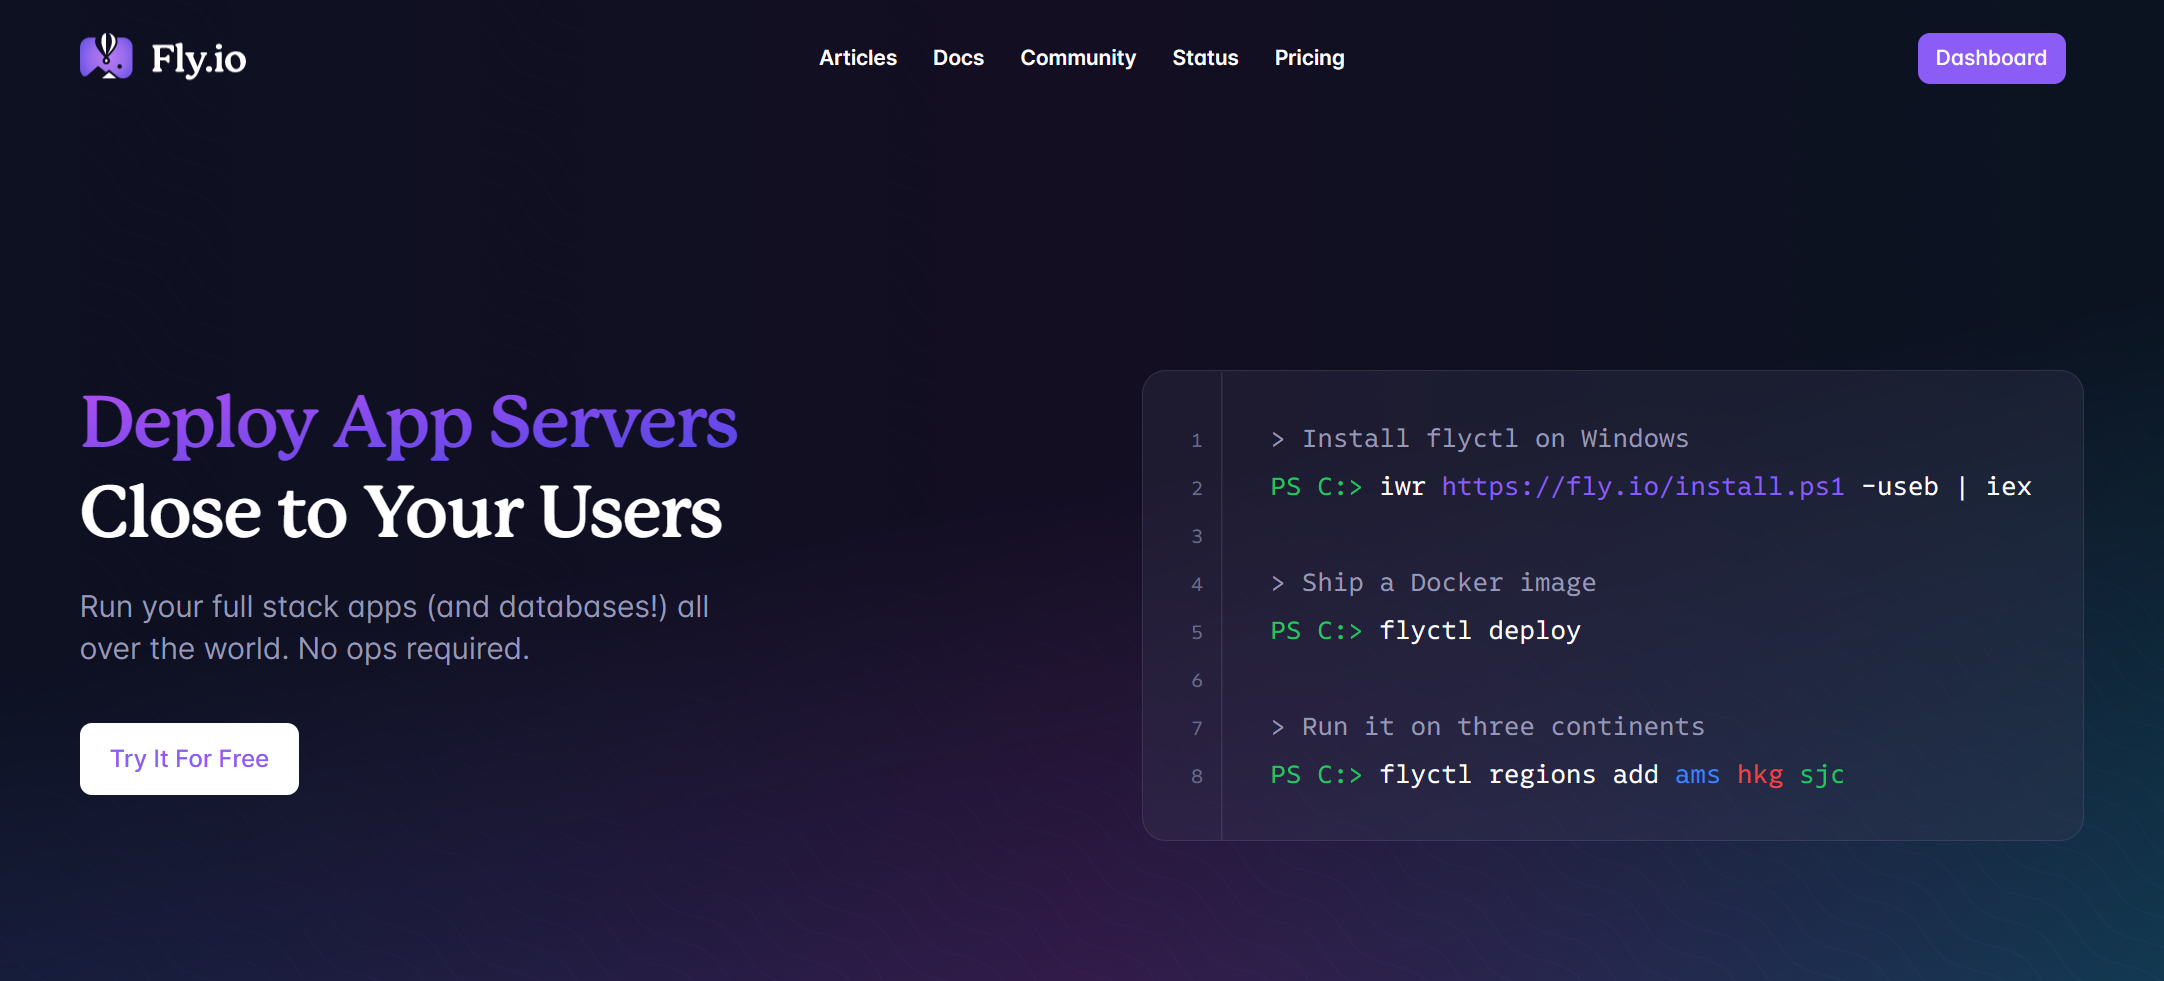 Fly.io
Articles Docs Community Status Pricing
Dashboard
Deploy App Servers
Close to Your Users
Run your full stack apps (and databases!) all
over the world. No ops required.
Try It For Free
1 > Install flyctl on Windows
2 PS C:> iwr https://fly.io/install.ps1 -useb | iex
3
4 > Ship a Docker image
5 PS C:> flyctl deploy
6
7 > Run it on three continents
8 PS C:> flyctl regions add ams hkg sjc